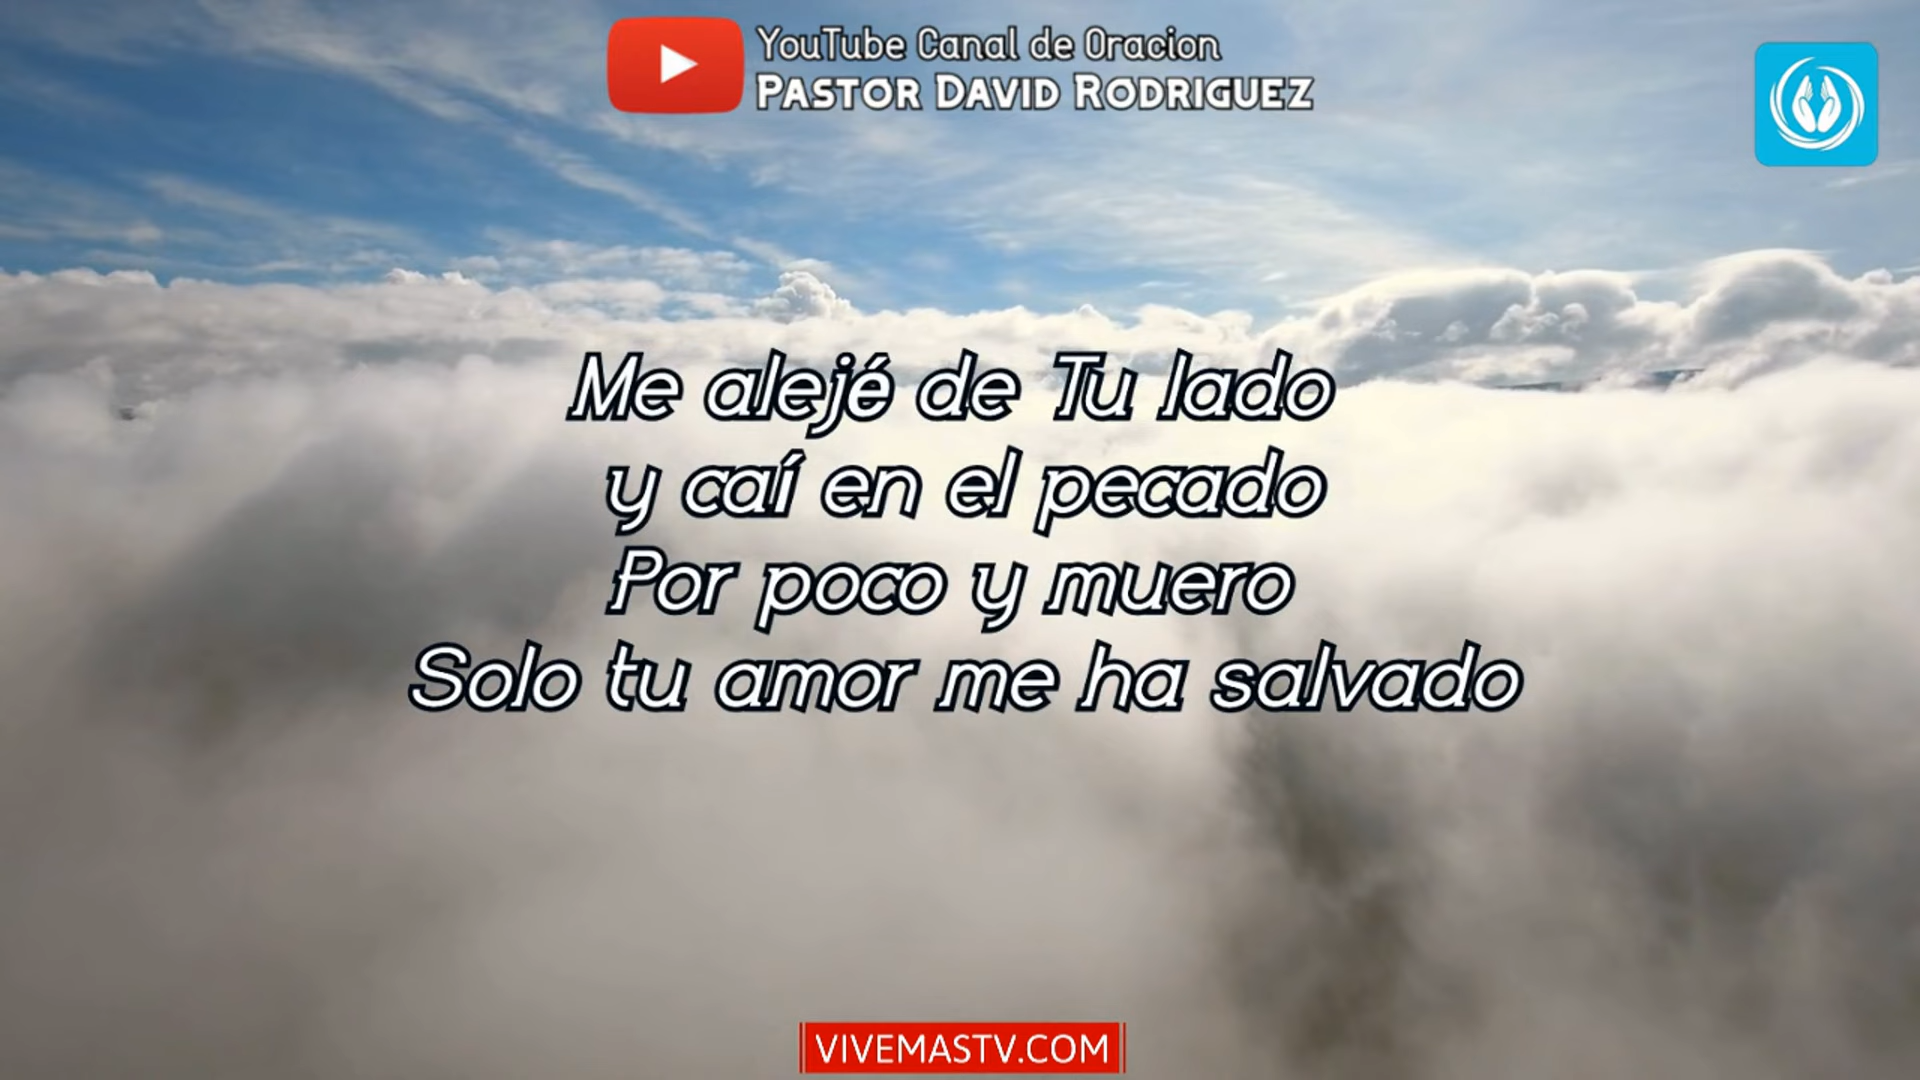 YouTube Canal de Oracion
PASTOR DAVID RODRIGUEZ
Me alejé de Tu lado
y caí en el pecado
Por poco y muero
Solo tu amor me ha salvado
VIVEMASTV.COM